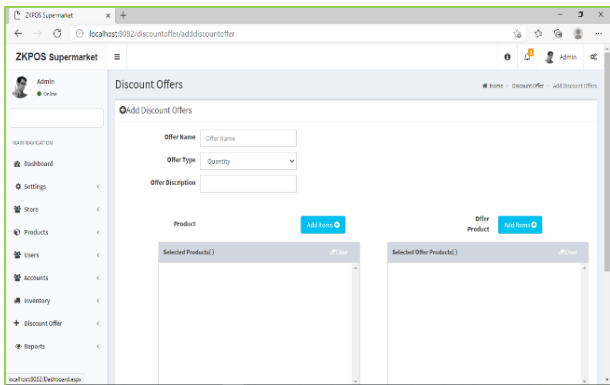 ZKPOS Supermarket
localhost:8082/discountoffer/adddiscountoffer
ZKPOS Supermarket
Admin
Admin
Online
Discount Offers
Home > Discount Offer > Add Discount Offers
Add Discount Offers
MAIN NAVIGATION
Dashboard
Settings
Store
Products
Users
Accounts
Inventory
Discount Offer
Reports
Offer Name
Offer Name
Offer Type
Quantity
Offer Discription
Product
Add Items
Offer Product
Add Items
Selected Products( )
Clear
Selected Offer Products( )
Clear
localhost:8082/Dashboard.aspx